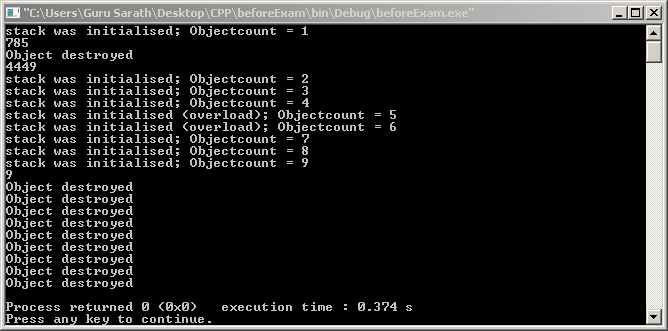 "C:\Users\Guru Sarath\Desktop\CPP\beforeExam\bin\Debug\beforeExam.exe"
stack was initialised; Objectcount = 1
785
Object destroyed
4449
stack was initialised; Objectcount = 2
stack was initialised; Objectcount = 3
stack was initialised; Objectcount = 4
stack was initialised (overload); Objectcount = 5
stack was initialised (overload); Objectcount = 6
stack was initialised; Objectcount = 7
stack was initialised; Objectcount = 8
stack was initialised; Objectcount = 9
9
Object destroyed
Object destroyed
Object destroyed
Object destroyed
Object destroyed
Object destroyed
Object destroyed
Object destroyed
Object destroyed
Process returned 0 (0x0)   execution time : 0.374 s
Press any key to continue.